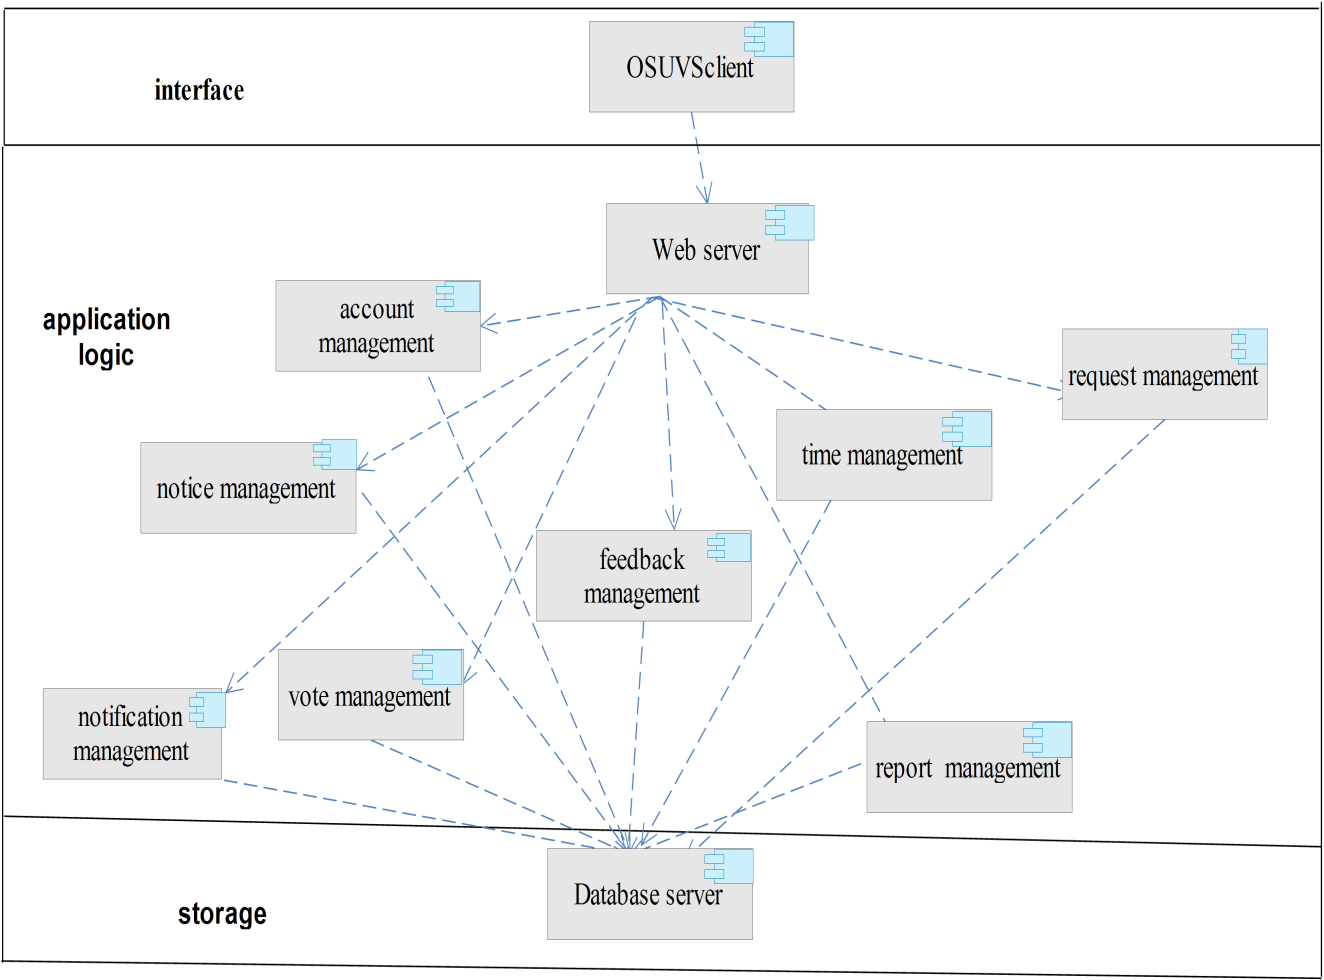 OSUVSclient
interface
Web server
account
management
application
logic
request management
time management
notice management
feedback
management
vote management
notification
management
report  management
Database server
storage